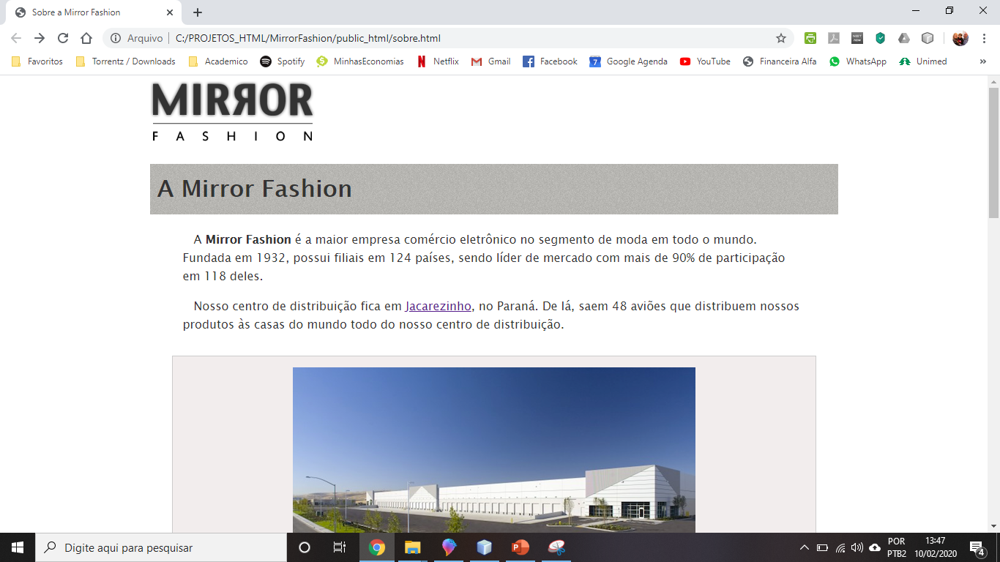 Sobre a Mirror Fashion
Arquivo C:/PROJETOS_HTML/MirrorFashion/public_html/sobre.html
Favoritos Torrentz / Downloads Academico Spotify MinhasEconomias Netflix Gmail Facebook 7 Google Agenda YouTube Financeira Alfa WhatsApp Unimed »
MIRROR
FASHION
A Mirror Fashion
A Mirror Fashion é a maior empresa comércio eletrônico no segmento de moda em todo o mundo.
Fundada em 1932, possui filiais em 124 países, sendo líder de mercado com mais de 90% de participação
em 118 deles.
Nosso centro de distribuição fica em Jacarezinho, no Paraná. De lá, saem 48 aviões que distribuem nossos
produtos às casas do mundo todo do nosso centro de distribuição.
Digite aqui para pesquisar
POR 13:47
PTB2 10/02/2020 4